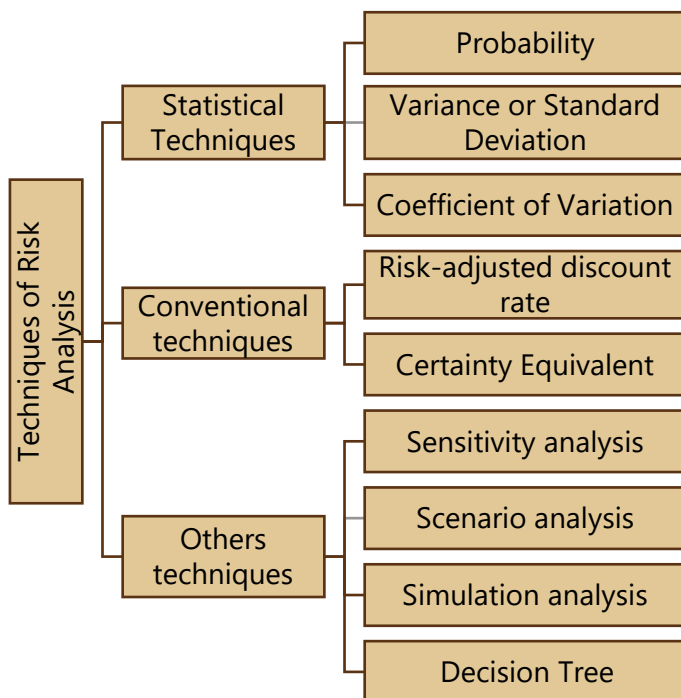 Techniques of Risk
Analysis
Statistical
Techniques
Probability
Variance or Standard
Deviation
Coefficient of Variation
Conventional
techniques
Risk-adjusted discount
rate
Certainty Equivalent
Others
techniques
Sensitivity analysis
Scenario analysis
Simulation analysis
Decision Tree